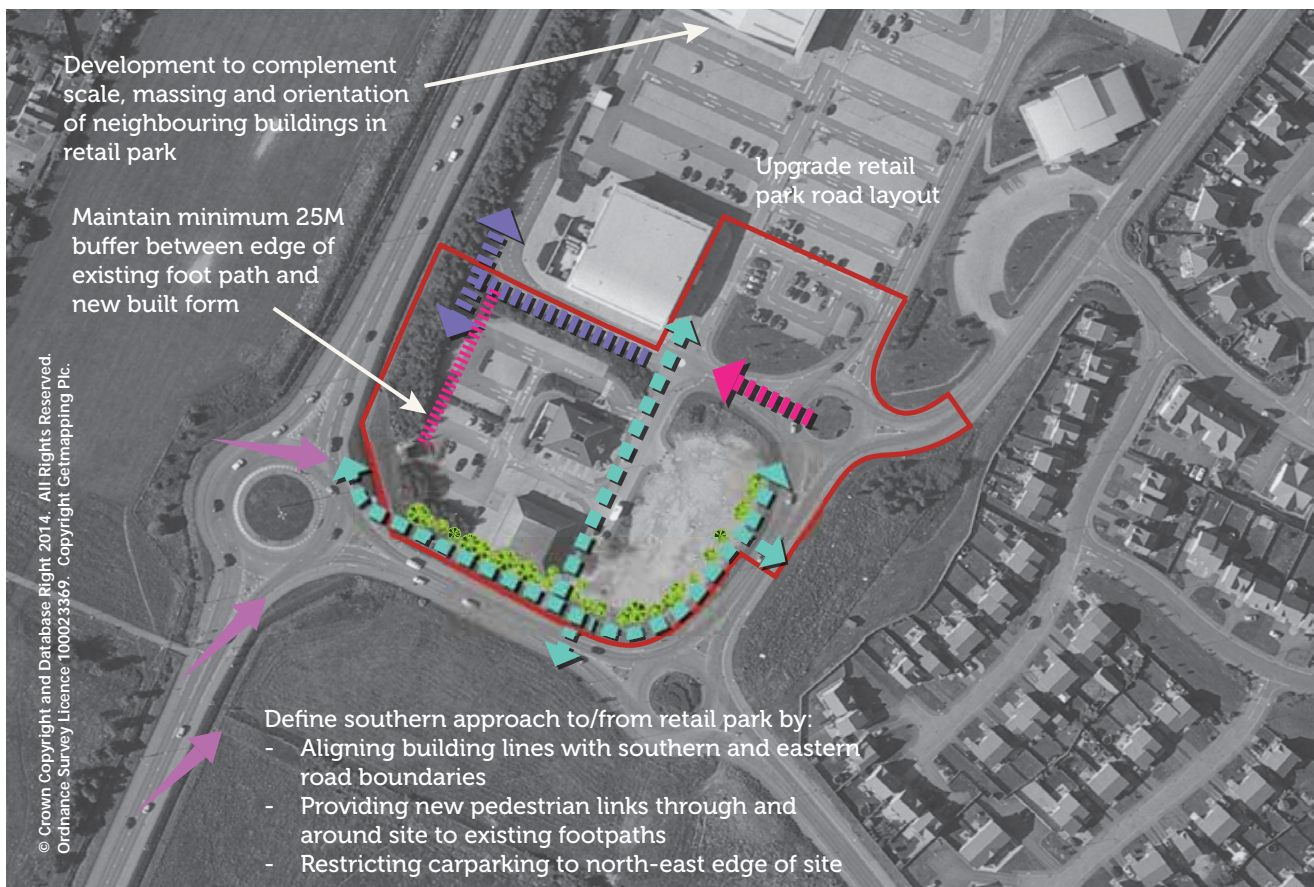 Development to complement
scale, massing and orientation
of neighbouring buildings in
retail park
Upgrade retail
park road layout
Maintain minimum 25M
buffer between edge of
existing foot path and
new built form
© Crown Copyright and Database Right 2014. All Rights Reserved.
Ordnance Survey Licence 100023369. Copyright Getmapping Plc.
Define southern approach to/from retail park by:
- Aligning building lines with southern and eastern
road boundaries
- Providing new pedestrian links through and
around site to existing footpaths
- Restricting carparking to north-east edge of site